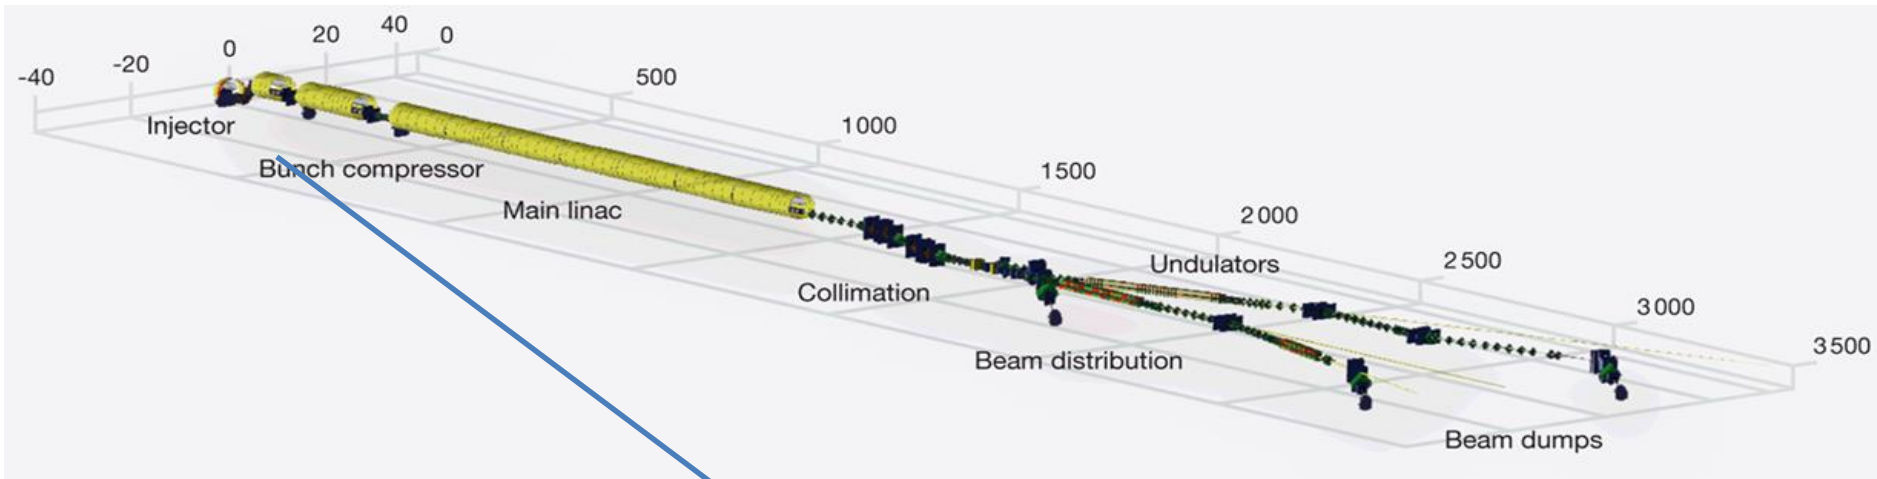 -40
-20
0
20
40
0
500
1000
1500
2000
2500
3000
3500
Injector
Bunch compressor
Main linac
Collimation
Undulators
Beam distribution
Beam dumps